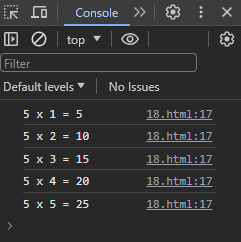 Console
top
Filter
Default levels
No Issues
5 x 1 = 5 18.html:17
5 x 2 = 10 18.html:17
5 x 3 = 15 18.html:17
5 x 4 = 20 18.html:17
5 x 5 = 25 18.html:17